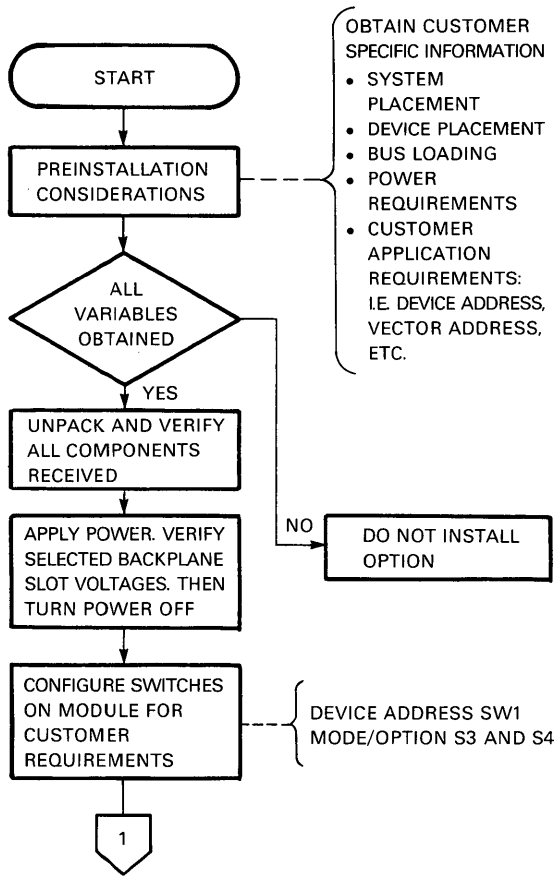 START
OBTAIN CUSTOMER
SPECIFIC INFORMATION
• SYSTEM
PLACEMENT
• DEVICE PLACEMENT
• BUS LOADING
• POWER
REQUIREMENTS
• CUSTOMER
APPLICATION
REQUIREMENTS:
I.E. DEVICE ADDRESS,
VECTOR ADDRESS,
ETC.
PREINSTALLATION
CONSIDERATIONS
ALL
VARIABLES
OBTAINED
YES
UNPACK AND VERIFY
ALL COMPONENTS
RECEIVED
NO
DO NOT INSTALL
OPTION
APPLY POWER. VERIFY
SELECTED BACKPLANE
SLOT VOLTAGES. THEN
TURN POWER OFF
CONFIGURE SWITCHES
ON MODULE FOR
CUSTOMER
REQUIREMENTS
DEVICE ADDRESS SW1
MODE/OPTION S3 AND S4
1